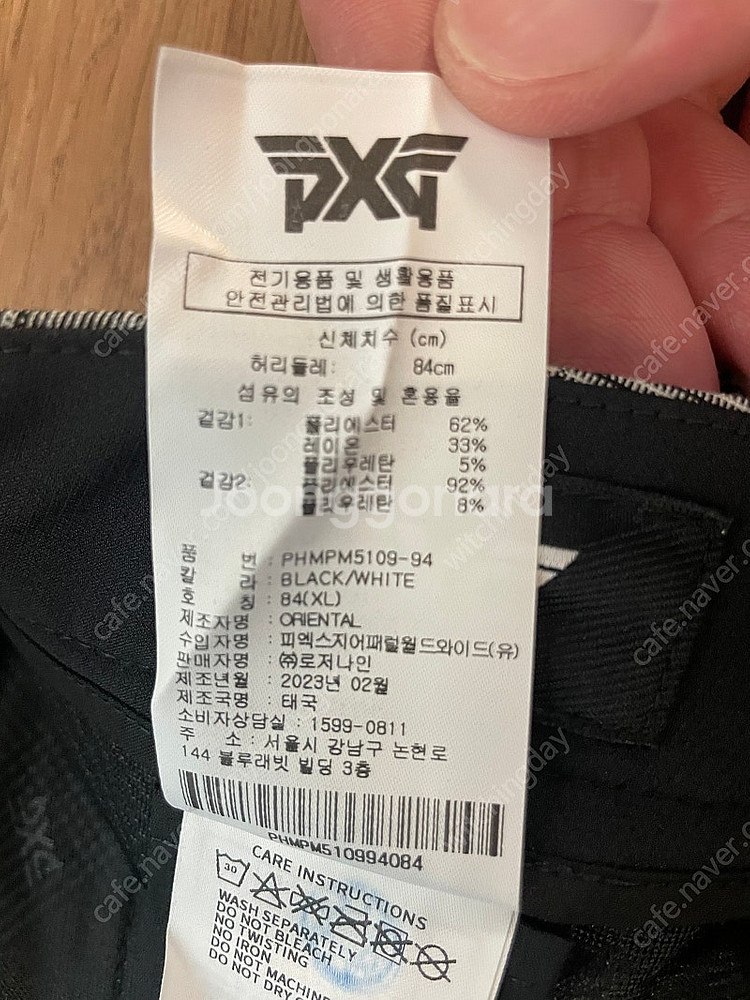 PXG
전기용품 및 생활용품
안전관리법에 의한 품질표시
신체치수 (cm)
허리둘레: 84cm
섬유의 조성 및 혼용율
겉감1: 폴리에스터 62%
레이온 33%
폴리우레탄 5%
겉감2: 폴리에스터 92%
폴리우레탄 8%
품 번 : PHMPM5109-94
칼 라 : BLACK/WHITE
호 칭 : 84(XL)
제조자명 : ORIENTAL
수입자명 : 피엑스지어패럴월드와이드(유)
판매자명 : ㈜로저나인
제조년월 : 2023년 02월
제조국명 : 태국
소비자상담실 : 1599-0811
주 소 : 서울시 강남구 논현로
144 블루래빗 빌딩 3층
PHMPM510994084
CARE INSTRUCTIONS
30
WASH SEPARATELY
DO NOT BLEACH
NO TWISTING
DO IRON
DO NOT MACHINE
DO NOT DRY
Joonggonara
witchingday
cafe.naver.co